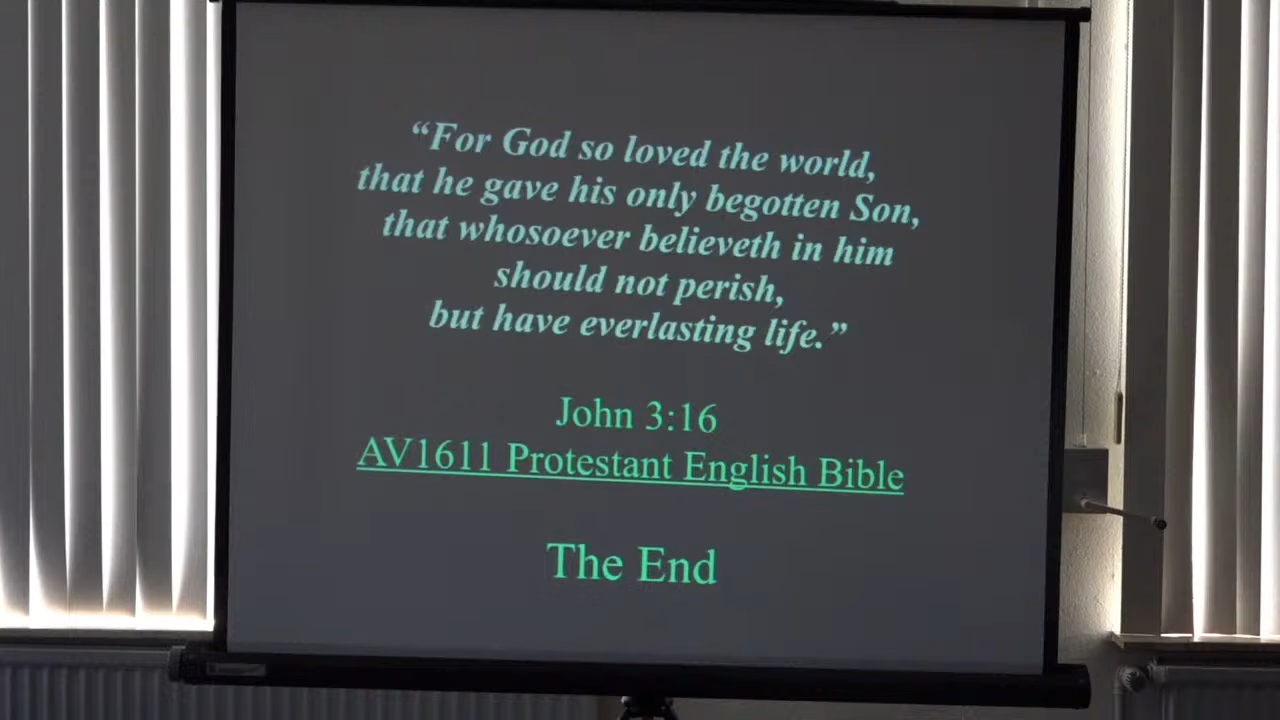 “For God so loved the world,
that he gave his only begotten Son,
that whosoever believeth in him
should not perish,
but have everlasting life.”
John 3:16
AV1611 Protestant English Bible
The End